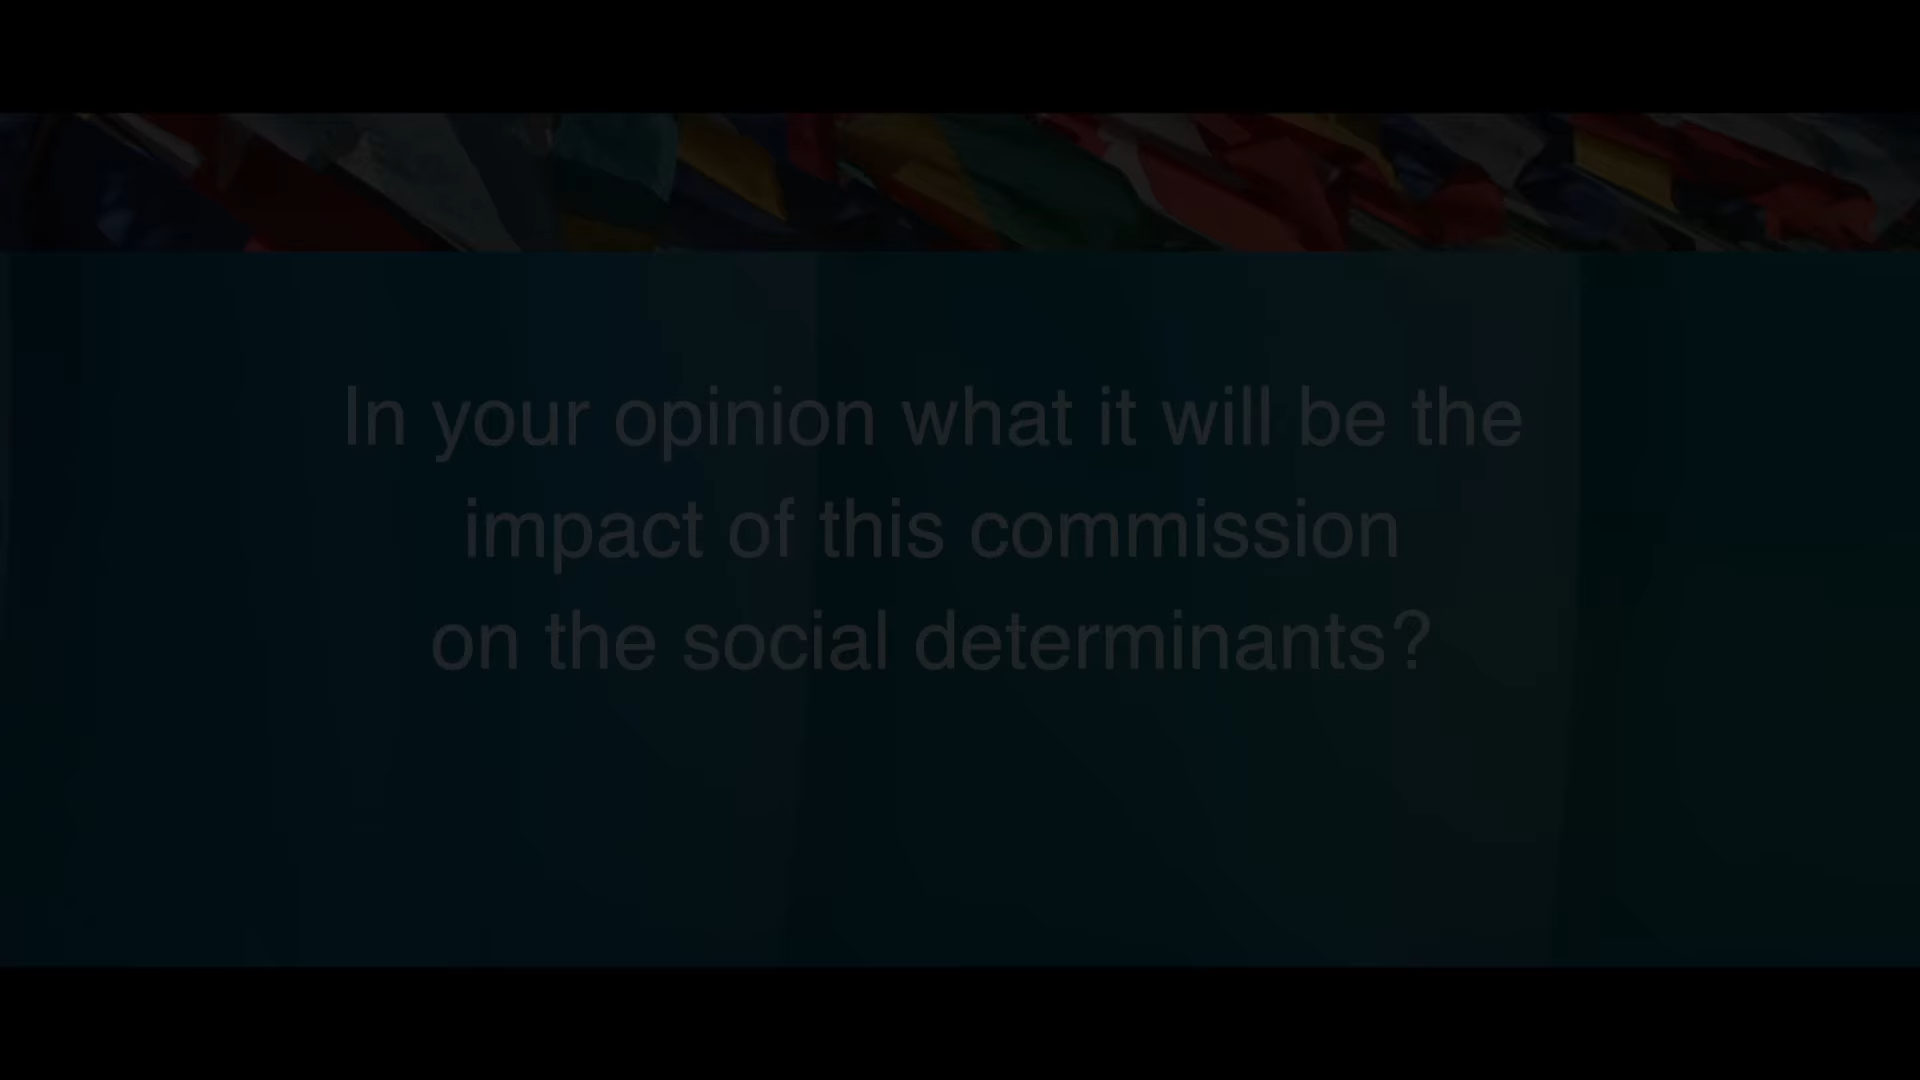 In your opinion what it will be the
impact of this commission
on the social determinants?